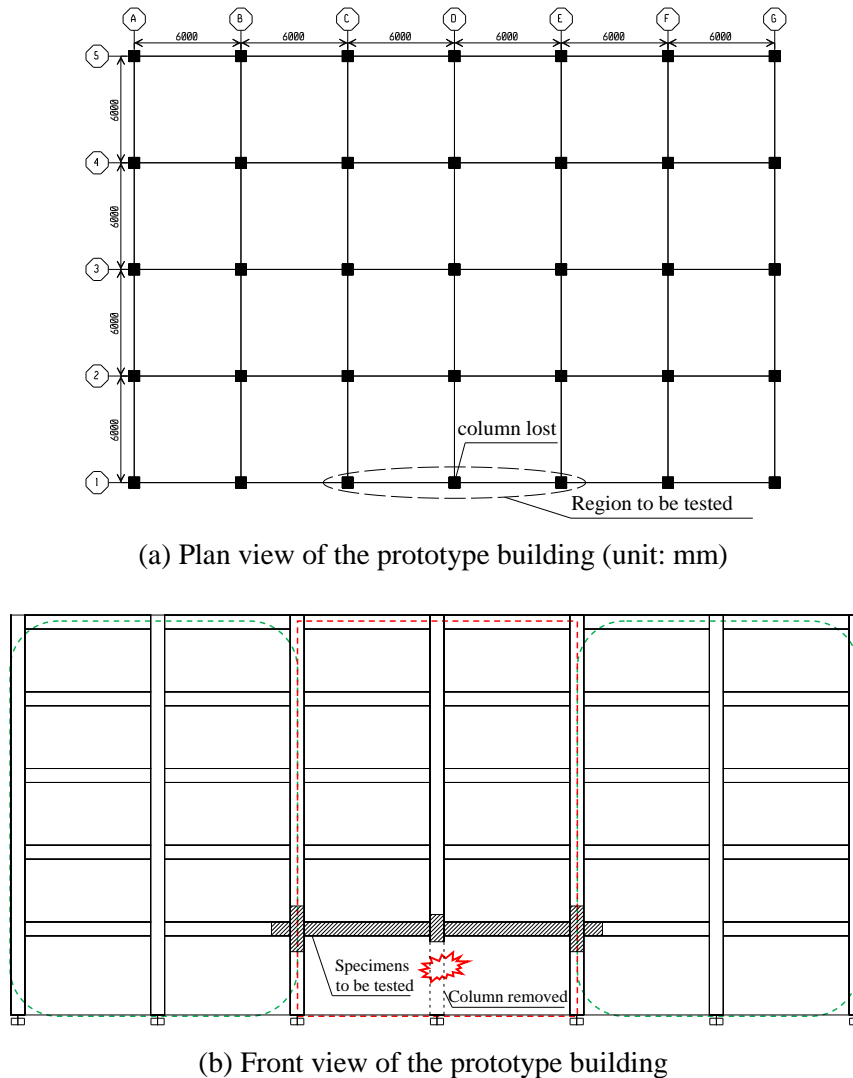 A B C D E F G
6000 6000 6000 6000 6000 6000
5
6000
4
6000
3
6000
2
6000
column lost
1
Region to be tested
(a) Plan view of the prototype building (unit: mm)
Specimens
to be tested
Column removed
(b) Front view of the prototype building